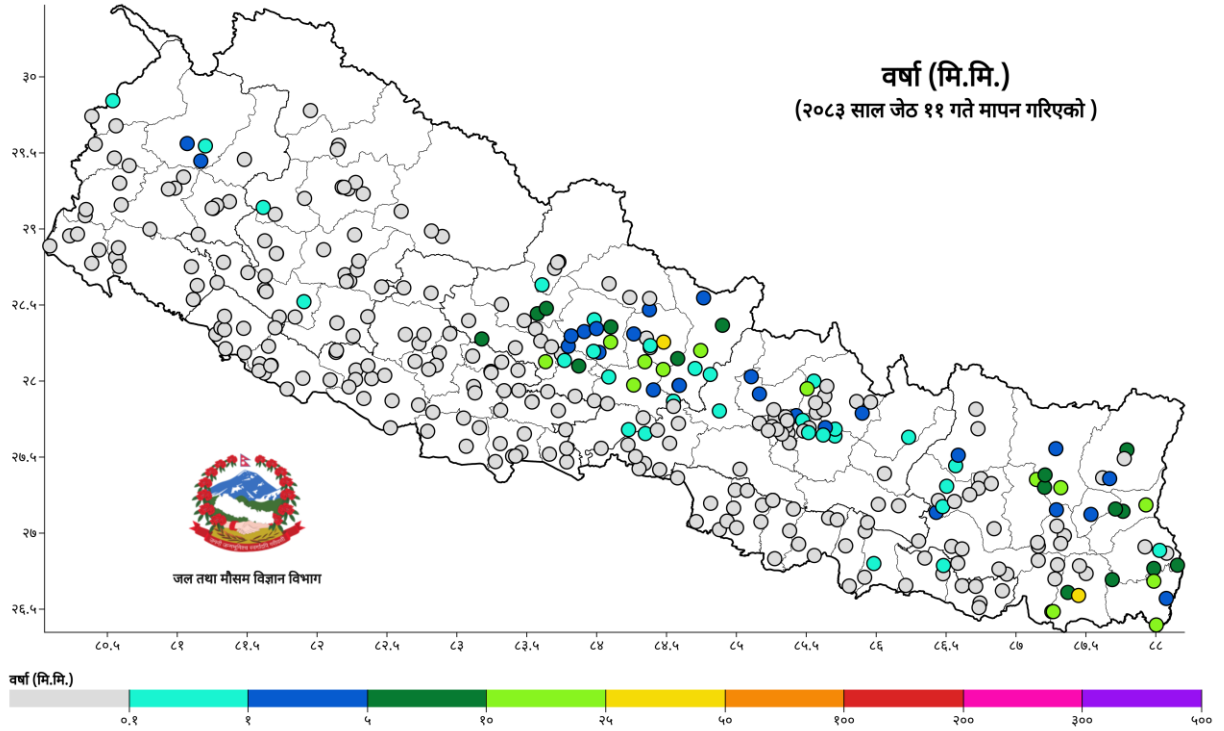 वर्षा (मि.मि.)
(२०८३ साल जेठ ११ गते मापन गरिएको )
३०
२९.५
२९
२८.५
२८
२७.५
२७
२६.५
जल तथा मौसम विज्ञान विभाग
८०.५ ८१ ८१.५ ८२ ८२.५ ८३ ८३.५ ८४ ८४.५ ८५ ८५.५ ८६ ८६.५ ८७ ८७.५ ८८
वर्षा (मि.मि.)
०.१ १ ५ १० २५ ५० १०० २०० ३०० ५००